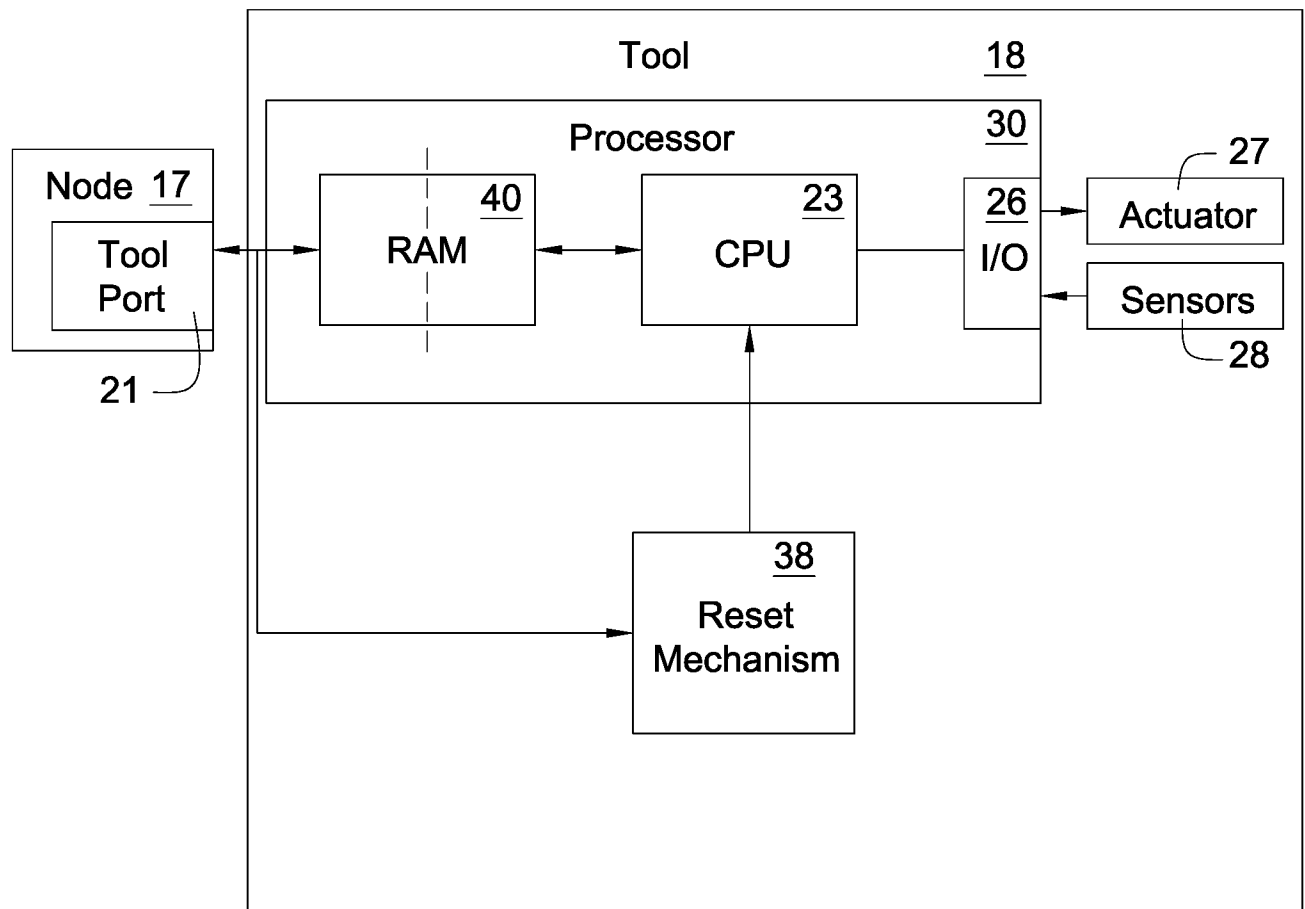 Tool 18
Processor 30
Node 17
Tool
Port
21
40
RAM
23
CPU
26
I/O
27
Actuator
Sensors
28
38
Reset
Mechanism